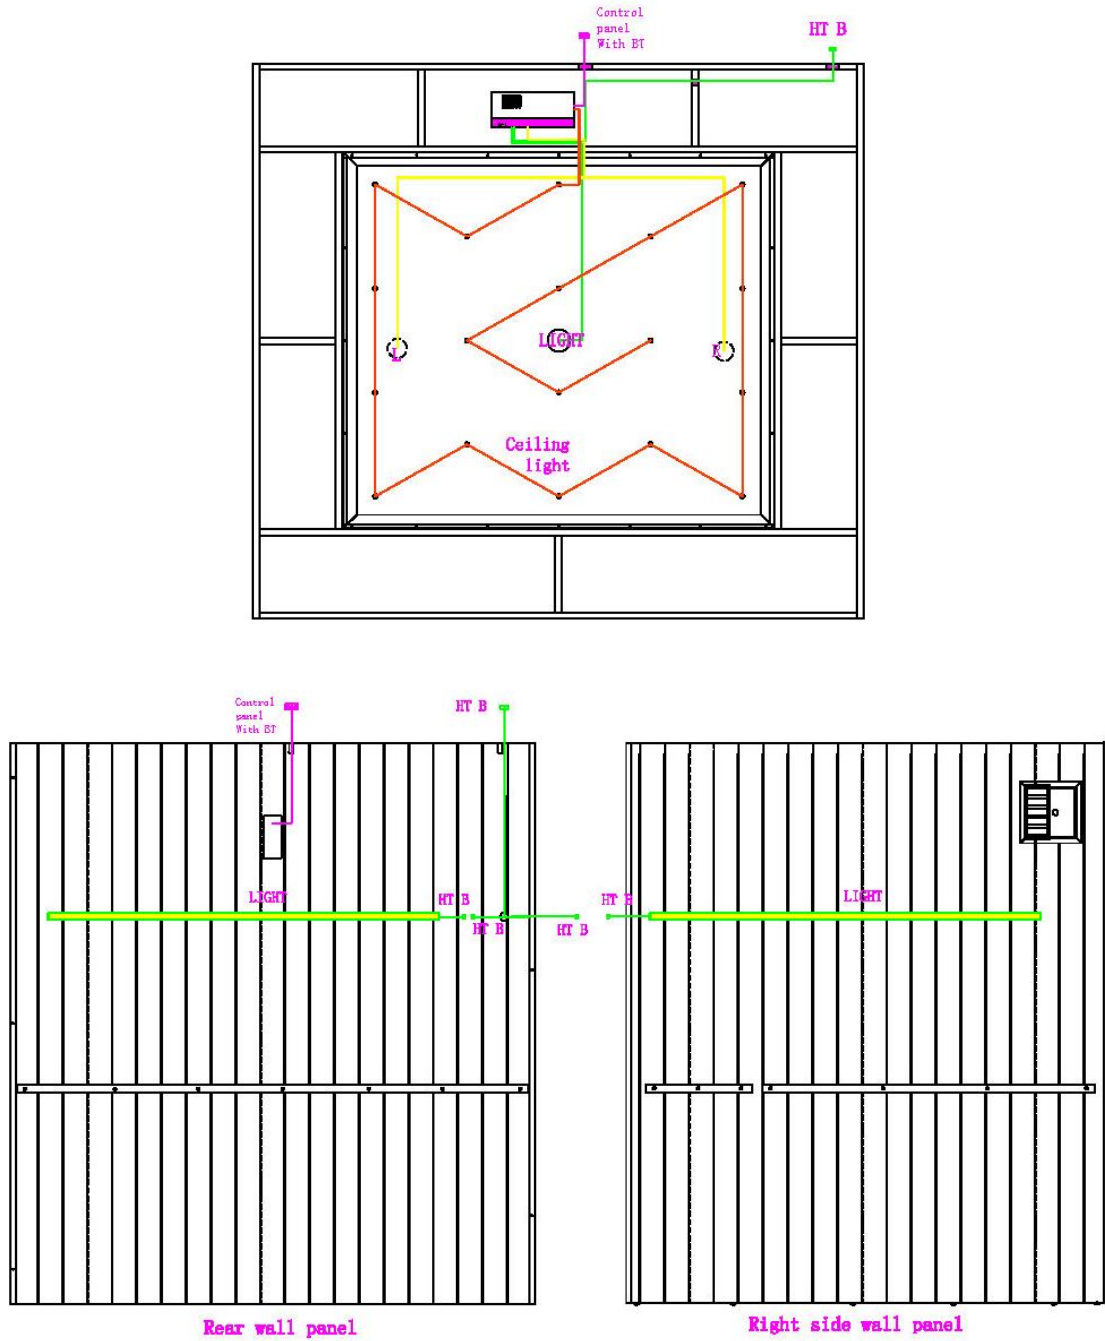 Control
panel
With BT
HT B
LIGHT
L
R
Ceiling
light
Control
panel
With BT
HT B
LIGHT
HT B
HT B
HT B
HT B
LIGHT
Rear wall panel
Right side wall panel